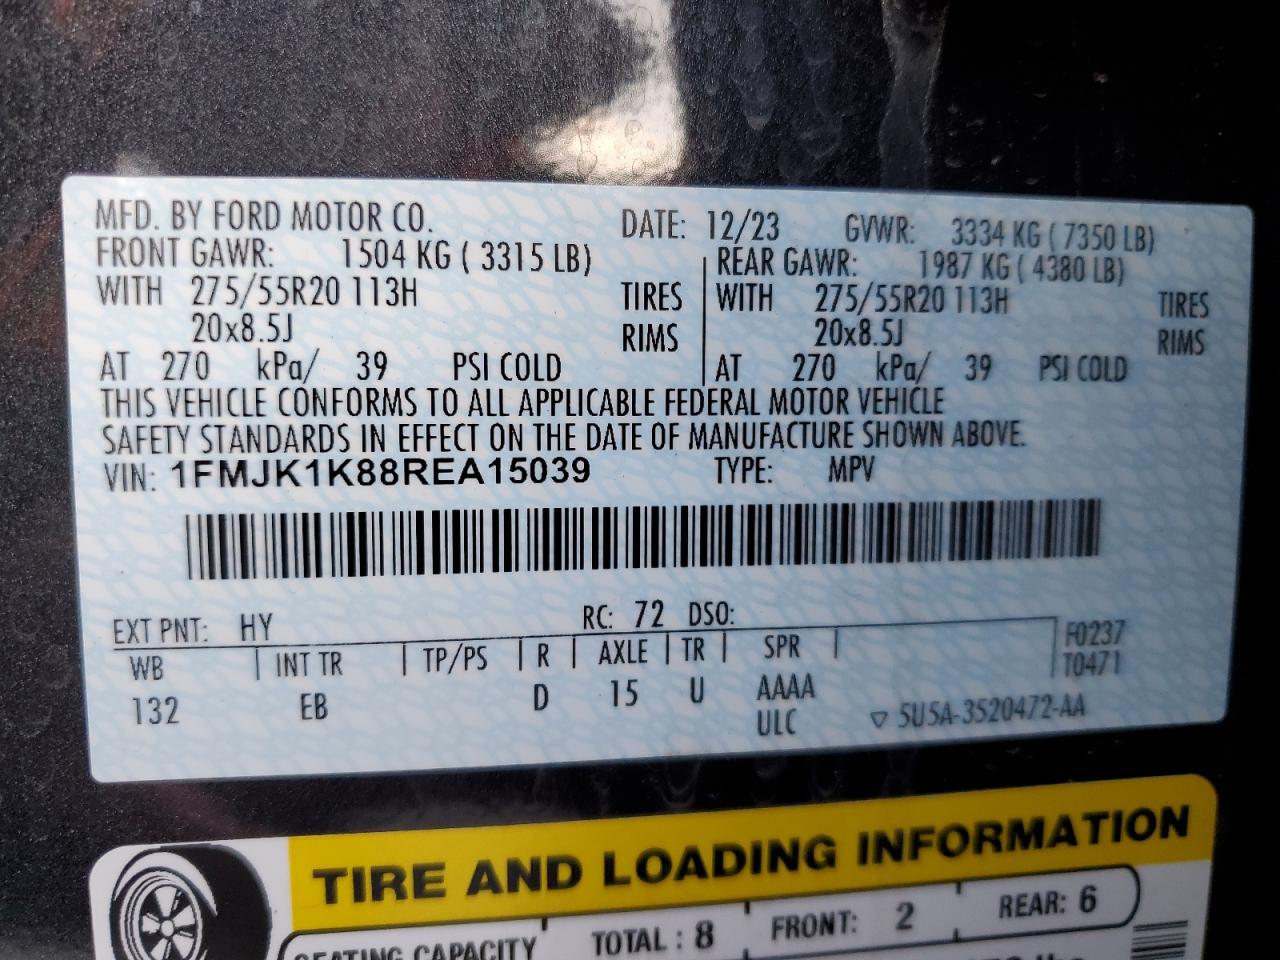 MFD. BY FORD MOTOR CO. DATE: 12/23 GVWR: 3334 KG ( 7350 LB)
FRONT GAWR: 1504 KG ( 3315 LB) REAR GAWR: 1987 KG ( 4380 LB)
WITH 275/55R20 113H TIRES WITH 275/55R20 113H TIRES
20x8.5J RIMS 20x8.5J RIMS
AT 270 kPa/ 39 PSI COLD AT 270 kPa/ 39 PSI COLD
THIS VEHICLE CONFORMS TO ALL APPLICABLE FEDERAL MOTOR VEHICLE
SAFETY STANDARDS IN EFFECT ON THE DATE OF MANUFACTURE SHOWN ABOVE.
VIN: 1FMJK1K88REA15039 TYPE: MPV
EXT PNT: HY RC: 72 DSO: F0237
WB INT TR TP/PS R AXLE TR SPR T0471
132 EB D 15 U AAAA
ULC ▽ 5U5A-3520472-AA
TIRE AND LOADING INFORMATION
SEATING CAPACITY TOTAL : 8 FRONT: 2 REAR: 6